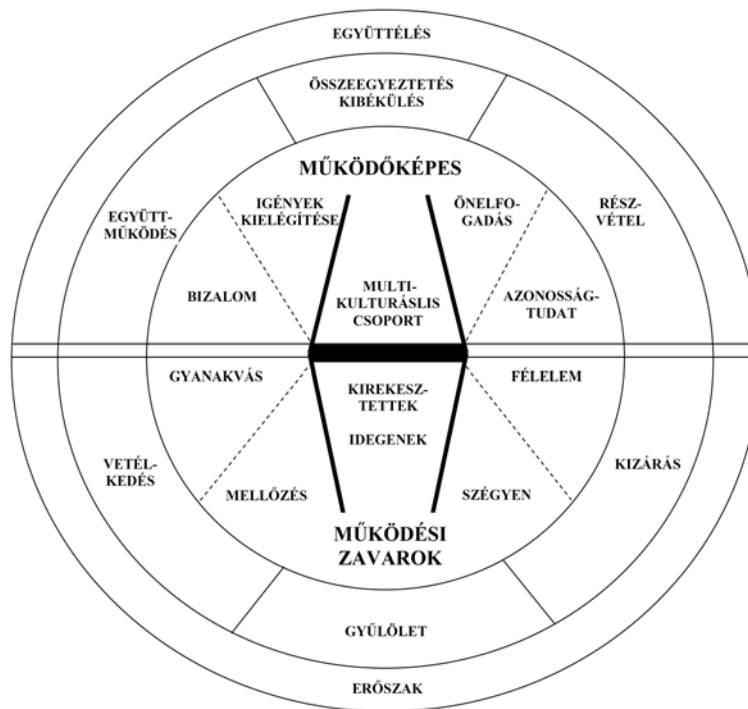 EGYÜTTÉLÉS
ÖSSZEEGYEZTETÉS
KIBÉKÜLÉS
MŰKÖDŐKÉPES
IGÉNYEK
KIELÉGÍTÉSE
ÖNELFO-
GADÁS
RÉSZ-
VÉTEL
EGYÜTT-
MŰKÖDÉS
BIZALOM
MULTI-
KULTURÁSLIS
CSOPORT
AZONOSSÁG-
TUDAT
GYANAKVÁS
KIREKESZ-
TETTEK
IDEGENEK
FÉLELEM
VETÉL-
KEDÉS
MELLŐZÉS
SZÉGYEN
KIZÁRÁS
MŰKÖDÉSI
ZAVAROK
GYŰLÖLET
ERŐSZAK